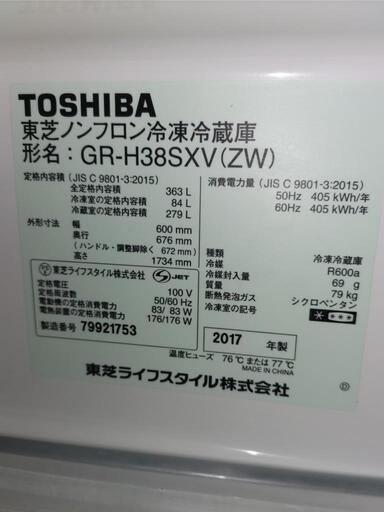 TOSHIBA
東芝ノンフロン冷凍冷蔵庫
形名：GR-H38SXV(ZW)
定格内容積 (JIS C 9801-3:2015)
全定格内容積 363 L
冷凍室の定格内容積 84 L
冷蔵室の定格内容積 279 L
外形寸法 幅 600 mm
奥行 676 mm
(ハンドル・調整脚除く 672 mm)
高さ 1734 mm
消費電力量 (JIS C 9801-3:2015)
50Hz 405 kWh/年
60Hz 405 kWh/年
種類 冷凍冷蔵庫
冷媒 R600a
冷媒封入量 69 g
質量 79 kg
断熱発泡ガス シクロペンタン
冷凍室の記号
東芝ライフスタイル株式会社 S JET
定格電圧 100 V
定格周波数 50/60 Hz
電動機の定格消費電力 83/ 83 W
電熱装置の定格消費電力 176/176 W
製造番号 79921753
2017 年製
温度ヒューズ 76℃ または 77℃
MADE IN CHINA
東芝ライフスタイル株式会社
D